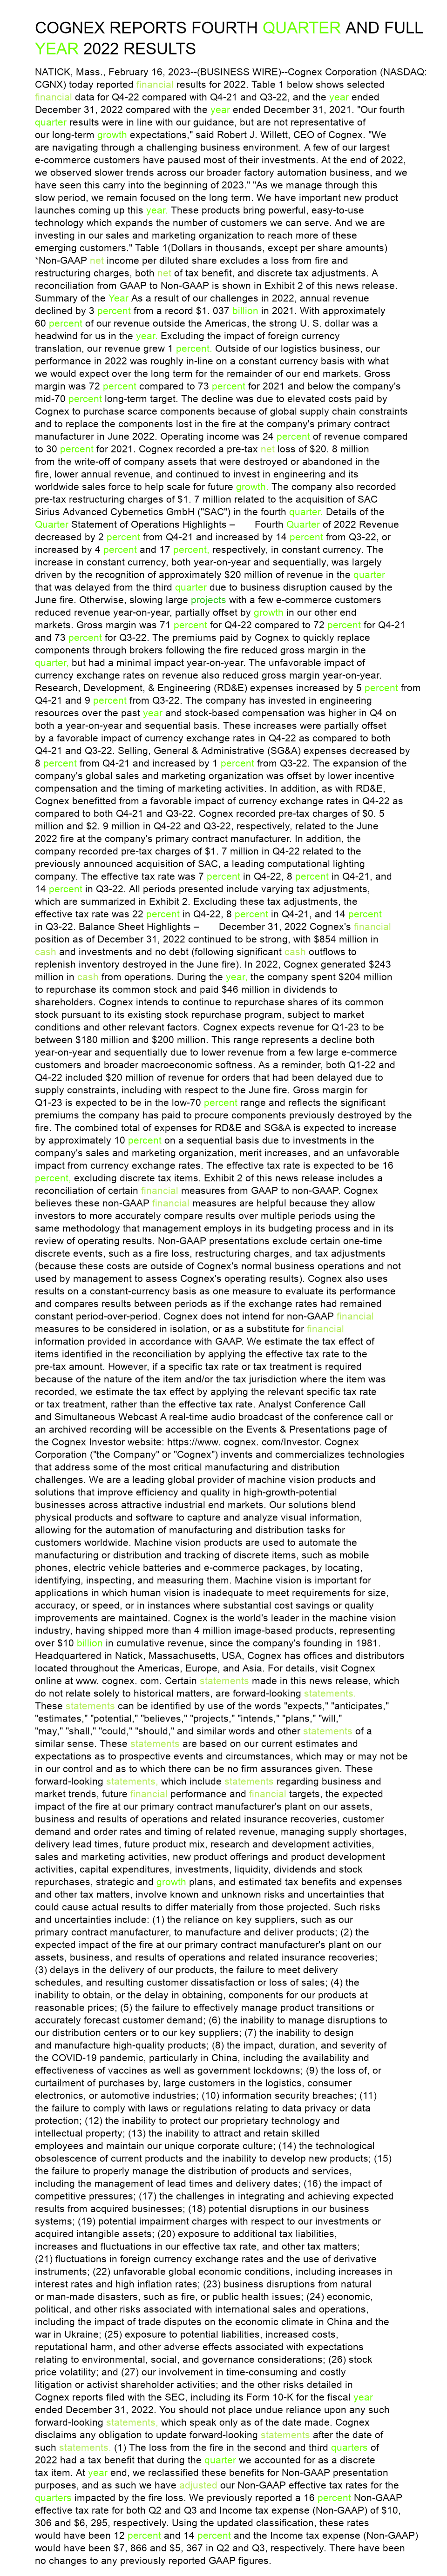 COGNEX REPORTS FOURTH QUARTER AND FULL
YEAR 2022 RESULTS
NATICK, Mass., February 16, 2023--(BUSINESS WIRE)--Cognex Corporation (NASDAQ:
CGNX) today reported financial results for 2022. Table 1 below shows selected
financial data for Q4-22 compared with Q4-21 and Q3-22, and the year ended
December 31, 2022 compared with the year ended December 31, 2021. "Our fourth
quarter results were in line with our guidance, but are not representative of
our long-term growth expectations," said Robert J. Willett, CEO of Cognex. "We
are navigating through a challenging business environment. A few of our largest
e-commerce customers have paused most of their investments. At the end of 2022,
we observed slower trends across our broader factory automation business, and we
have seen this carry into the beginning of 2023." "As we manage through this
slow period, we remain focused on the long term. We have important new product
launches coming up this year. These products bring powerful, easy-to-use
technology which expands the number of customers we can serve. And we are
investing in our sales and marketing organization to reach more of these
emerging customers." Table 1(Dollars in thousands, except per share amounts)
*Non-GAAP net income per diluted share excludes a loss from fire and
restructuring charges, both net of tax benefit, and discrete tax adjustments. A
reconciliation from GAAP to Non-GAAP is shown in Exhibit 2 of this news release.
Summary of the Year As a result of our challenges in 2022, annual revenue
declined by 3 percent from a record $1. 037 billion in 2021. With approximately
60 percent of our revenue outside the Americas, the strong U. S. dollar was a
headwind for us in the year. Excluding the impact of foreign currency
translation, our revenue grew 1 percent. Outside of our logistics business, our
performance in 2022 was roughly in-line on a constant currency basis with what
we would expect over the long term for the remainder of our end markets. Gross
margin was 72 percent compared to 73 percent for 2021 and below the company's
mid-70 percent long-term target. The decline was due to elevated costs paid by
Cognex to purchase scarce components because of global supply chain constraints
and to replace the components lost in the fire at the company's primary contract
manufacturer in June 2022. Operating income was 24 percent of revenue compared
to 30 percent for 2021. Cognex recorded a pre-tax net loss of $20. 8 million
from the write-off of company assets that were destroyed or abandoned in the
fire, lower annual revenue, and continued to invest in engineering and its
worldwide sales force to help scale for future growth. The company also recorded
pre-tax restructuring charges of $1. 7 million related to the acquisition of SAC
Sirius Advanced Cybernetics GmbH ("SAC") in the fourth quarter. Details of the
Quarter Statement of Operations Highlights – Fourth Quarter of 2022 Revenue
decreased by 2 percent from Q4-21 and increased by 14 percent from Q3-22, or
increased by 4 percent and 17 percent, respectively, in constant currency. The
increase in constant currency, both year-on-year and sequentially, was largely
driven by the recognition of approximately $20 million of revenue in the quarter
that was delayed from the third quarter due to business disruption caused by the
June fire. Otherwise, slowing large projects with a few e-commerce customers
reduced revenue year-on-year, partially offset by growth in our other end
markets. Gross margin was 71 percent for Q4-22 compared to 72 percent for Q4-21
and 73 percent for Q3-22. The premiums paid by Cognex to quickly replace
components through brokers following the fire reduced gross margin in the
quarter, but had a minimal impact year-on-year. The unfavorable impact of
currency exchange rates on revenue also reduced gross margin year-on-year.
Research, Development, & Engineering (RD&E) expenses increased by 5 percent from
Q4-21 and 9 percent from Q3-22. The company has invested in engineering
resources over the past year and stock-based compensation was higher in Q4 on
both a year-on-year and sequential basis. These increases were partially offset
by a favorable impact of currency exchange rates in Q4-22 as compared to both
Q4-21 and Q3-22. Selling, General & Administrative (SG&A) expenses decreased by
8 percent from Q4-21 and increased by 1 percent from Q3-22. The expansion of the
company's global sales and marketing organization was offset by lower incentive
compensation and the timing of marketing activities. In addition, as with RD&E,
Cognex benefitted from a favorable impact of currency exchange rates in Q4-22 as
compared to both Q4-21 and Q3-22. Cognex recorded pre-tax charges of $0. 5
million and $2. 9 million in Q4-22 and Q3-22, respectively, related to the June
2022 fire at the company's primary contract manufacturer. In addition, the
company recorded pre-tax charges of $1. 7 million in Q4-22 related to the
previously announced acquisition of SAC, a leading computational lighting
company. The effective tax rate was 7 percent in Q4-22, 8 percent in Q4-21, and
14 percent in Q3-22. All periods presented include varying tax adjustments,
which are summarized in Exhibit 2. Excluding these tax adjustments, the
effective tax rate was 22 percent in Q4-22, 8 percent in Q4-21, and 14 percent
in Q3-22. Balance Sheet Highlights – December 31, 2022 Cognex's financial
position as of December 31, 2022 continued to be strong, with $854 million in
cash and investments and no debt (following significant cash outflows to
replenish inventory destroyed in the June fire). In 2022, Cognex generated $243
million in cash from operations. During the year, the company spent $204 million
to repurchase its common stock and paid $46 million in dividends to
shareholders. Cognex intends to continue to repurchase shares of its common
stock pursuant to its existing stock repurchase program, subject to market
conditions and other relevant factors. Cognex expects revenue for Q1-23 to be
between $180 million and $200 million. This range represents a decline both
year-on-year and sequentially due to lower revenue from a few large e-commerce
customers and broader macroeconomic softness. As a reminder, both Q1-22 and
Q4-22 included $20 million of revenue for orders that had been delayed due to
supply constraints, including with respect to the June fire. Gross margin for
Q1-23 is expected to be in the low-70 percent range and reflects the significant
premiums the company has paid to procure components previously destroyed by the
fire. The combined total of expenses for RD&E and SG&A is expected to increase
by approximately 10 percent on a sequential basis due to investments in the
company's sales and marketing organization, merit increases, and an unfavorable
impact from currency exchange rates. The effective tax rate is expected to be 16
percent, excluding discrete tax items. Exhibit 2 of this news release includes a
reconciliation of certain financial measures from GAAP to non-GAAP. Cognex
believes these non-GAAP financial measures are helpful because they allow
investors to more accurately compare results over multiple periods using the
same methodology that management employs in its budgeting process and in its
review of operating results. Non-GAAP presentations exclude certain one-time
discrete events, such as a fire loss, restructuring charges, and tax adjustments
(because these costs are outside of Cognex's normal business operations and not
used by management to assess Cognex's operating results). Cognex also uses
results on a constant-currency basis as one measure to evaluate its performance
and compares results between periods as if the exchange rates had remained
constant period-over-period. Cognex does not intend for non-GAAP financial
measures to be considered in isolation, or as a substitute for financial
information provided in accordance with GAAP. We estimate the tax effect of
items identified in the reconciliation by applying the effective tax rate to the
pre-tax amount. However, if a specific tax rate or tax treatment is required
because of the nature of the item and/or the tax jurisdiction where the item was
recorded, we estimate the tax effect by applying the relevant specific tax rate
or tax treatment, rather than the effective tax rate. Analyst Conference Call
and Simultaneous Webcast A real-time audio broadcast of the conference call or
an archived recording will be accessible on the Events & Presentations page of
the Cognex Investor website: https://www. cognex. com/Investor. Cognex
Corporation ("the Company" or "Cognex") invents and commercializes technologies
that address some of the most critical manufacturing and distribution
challenges. We are a leading global provider of machine vision products and
solutions that improve efficiency and quality in high-growth-potential
businesses across attractive industrial end markets. Our solutions blend
physical products and software to capture and analyze visual information,
allowing for the automation of manufacturing and distribution tasks for
customers worldwide. Machine vision products are used to automate the
manufacturing or distribution and tracking of discrete items, such as mobile
phones, electric vehicle batteries and e-commerce packages, by locating,
identifying, inspecting, and measuring them. Machine vision is important for
applications in which human vision is inadequate to meet requirements for size,
accuracy, or speed, or in instances where substantial cost savings or quality
improvements are maintained. Cognex is the world's leader in the machine vision
industry, having shipped more than 4 million image-based products, representing
over $10 billion in cumulative revenue, since the company's founding in 1981.
Headquartered in Natick, Massachusetts, USA, Cognex has offices and distributors
located throughout the Americas, Europe, and Asia. For details, visit Cognex
online at www. cognex. com. Certain statements made in this news release, which
do not relate solely to historical matters, are forward-looking statements.
These statements can be identified by use of the words "expects," "anticipates,"
"estimates," "potential," "believes," "projects," "intends," "plans," "will,"
"may," "shall," "could," "should," and similar words and other statements of a
similar sense. These statements are based on our current estimates and
expectations as to prospective events and circumstances, which may or may not be
in our control and as to which there can be no firm assurances given. These
forward-looking statements, which include statements regarding business and
market trends, future financial performance and financial targets, the expected
impact of the fire at our primary contract manufacturer's plant on our assets,
business and results of operations and related insurance recoveries, customer
demand and order rates and timing of related revenue, managing supply shortages,
delivery lead times, future product mix, research and development activities,
sales and marketing activities, new product offerings and product development
activities, capital expenditures, investments, liquidity, dividends and stock
repurchases, strategic and growth plans, and estimated tax benefits and expenses
and other tax matters, involve known and unknown risks and uncertainties that
could cause actual results to differ materially from those projected. Such risks
and uncertainties include: (1) the reliance on key suppliers, such as our
primary contract manufacturer, to manufacture and deliver products; (2) the
expected impact of the fire at our primary contract manufacturer's plant on our
assets, business, and results of operations and related insurance recoveries;
(3) delays in the delivery of our products, the failure to meet delivery
schedules, and resulting customer dissatisfaction or loss of sales; (4) the
inability to obtain, or the delay in obtaining, components for our products at
reasonable prices; (5) the failure to effectively manage product transitions or
accurately forecast customer demand; (6) the inability to manage disruptions to
our distribution centers or to our key suppliers; (7) the inability to design
and manufacture high-quality products; (8) the impact, duration, and severity of
the COVID-19 pandemic, particularly in China, including the availability and
effectiveness of vaccines as well as government lockdowns; (9) the loss of, or
curtailment of purchases by, large customers in the logistics, consumer
electronics, or automotive industries; (10) information security breaches; (11)
the failure to comply with laws or regulations relating to data privacy or data
protection; (12) the inability to protect our proprietary technology and
intellectual property; (13) the inability to attract and retain skilled
employees and maintain our unique corporate culture; (14) the technological
obsolescence of current products and the inability to develop new products; (15)
the failure to properly manage the distribution of products and services,
including the management of lead times and delivery dates; (16) the impact of
competitive pressures; (17) the challenges in integrating and achieving expected
results from acquired businesses; (18) potential disruptions in our business
systems; (19) potential impairment charges with respect to our investments or
acquired intangible assets; (20) exposure to additional tax liabilities,
increases and fluctuations in our effective tax rate, and other tax matters;
(21) fluctuations in foreign currency exchange rates and the use of derivative
instruments; (22) unfavorable global economic conditions, including increases in
interest rates and high inflation rates; (23) business disruptions from natural
or man-made disasters, such as fire, or public health issues; (24) economic,
political, and other risks associated with international sales and operations,
including the impact of trade disputes on the economic climate in China and the
war in Ukraine; (25) exposure to potential liabilities, increased costs,
reputational harm, and other adverse effects associated with expectations
relating to environmental, social, and governance considerations; (26) stock
price volatility; and (27) our involvement in time-consuming and costly
litigation or activist shareholder activities; and the other risks detailed in
Cognex reports filed with the SEC, including its Form 10-K for the fiscal year
ended December 31, 2022. You should not place undue reliance upon any such
forward-looking statements, which speak only as of the date made. Cognex
disclaims any obligation to update forward-looking statements after the date of
such statements. (1) The loss from the fire in the second and third quarters of
2022 had a tax benefit that during the quarter we accounted for as a discrete
tax item. At year end, we reclassified these benefits for Non-GAAP presentation
purposes, and as such we have adjusted our Non-GAAP effective tax rates for the
quarters impacted by the fire loss. We previously reported a 16 percent Non-GAAP
effective tax rate for both Q2 and Q3 and Income tax expense (Non-GAAP) of $10,
306 and $6, 295, respectively. Using the updated classification, these rates
would have been 12 percent and 14 percent and the Income tax expense (Non-GAAP)
would have been $7, 866 and $5, 367 in Q2 and Q3, respectively. There have been
no changes to any previously reported GAAP figures.